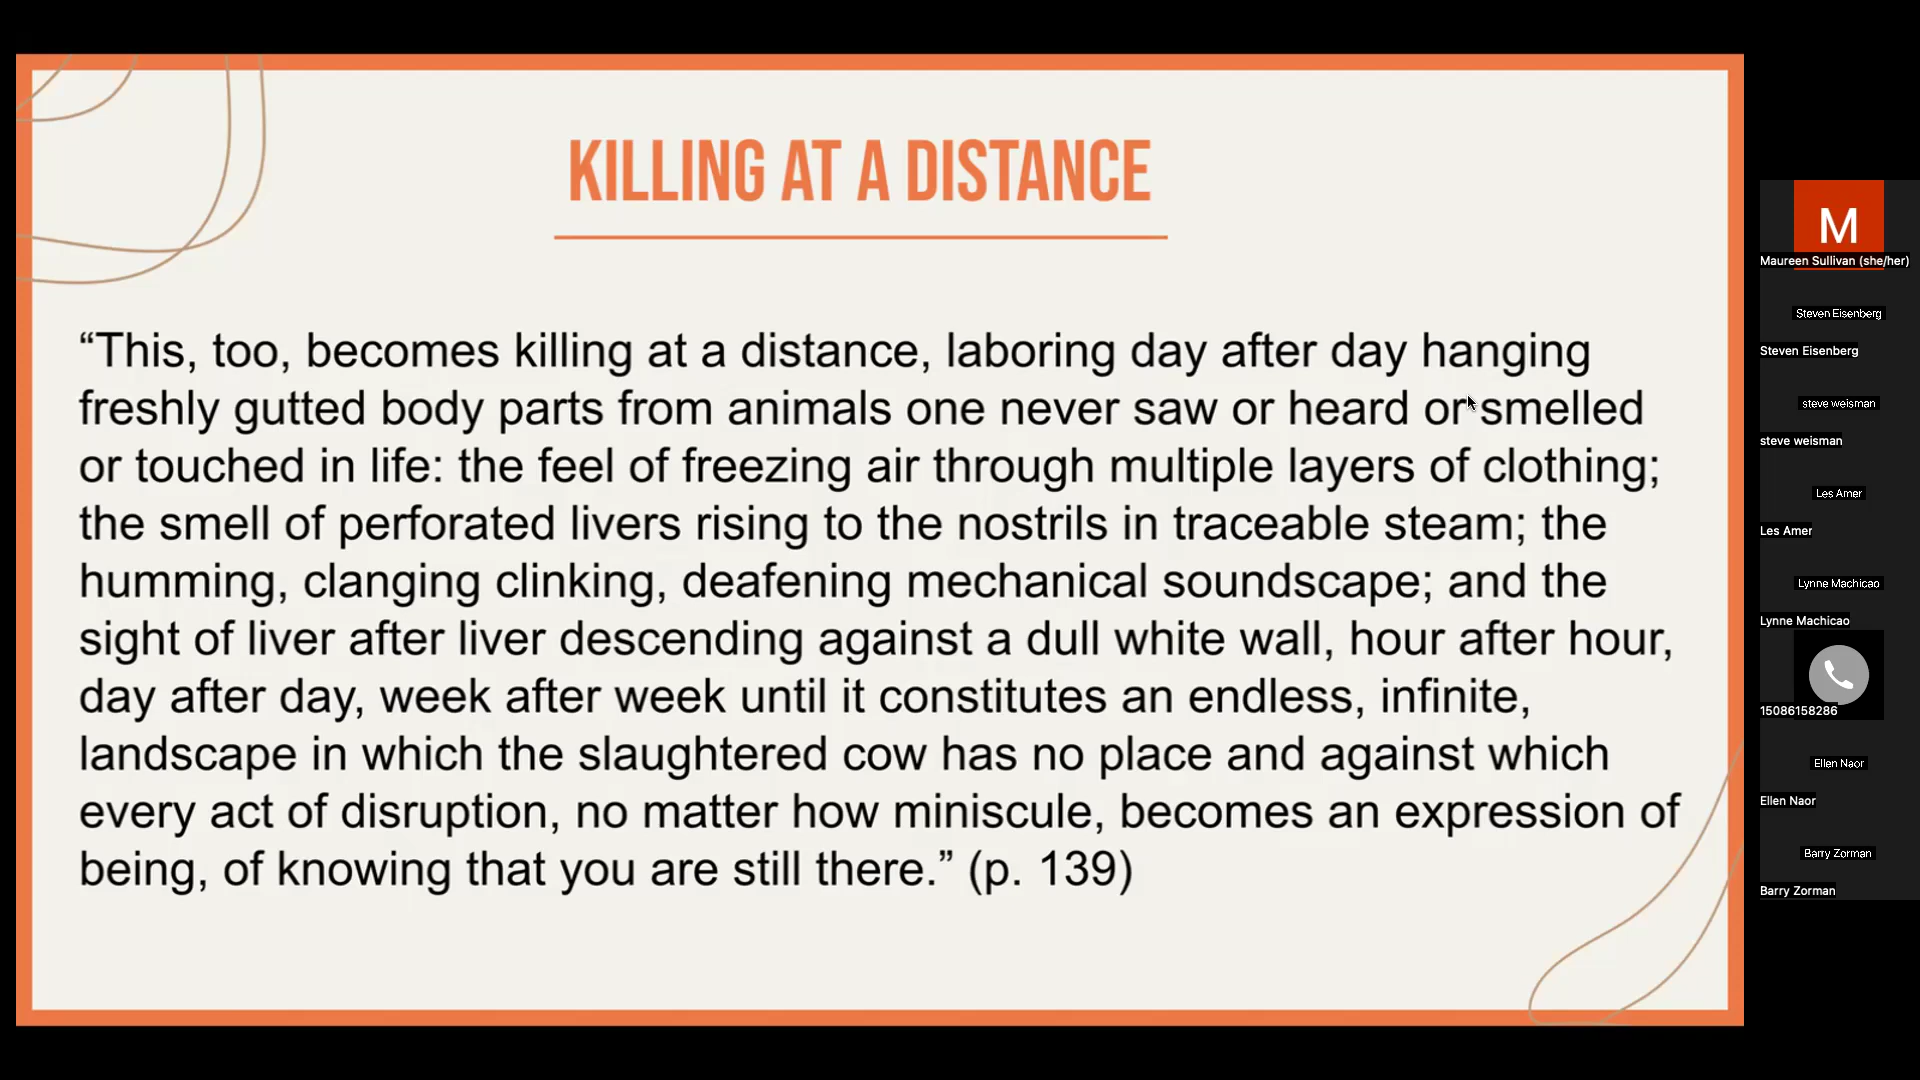 KILLING AT A DISTANCE
“This, too, becomes killing at a distance, laboring day after day hanging
freshly gutted body parts from animals one never saw or heard or smelled
or touched in life: the feel of freezing air through multiple layers of clothing;
the smell of perforated livers rising to the nostrils in traceable steam; the
humming, clanging clinking, deafening mechanical soundscape; and the
sight of liver after liver descending against a dull white wall, hour after hour,
day after day, week after week until it constitutes an endless, infinite,
landscape in which the slaughtered cow has no place and against which
every act of disruption, no matter how miniscule, becomes an expression of
being, of knowing that you are still there.” (p. 139)
M
Maureen Sullivan (she/her)
Steven Eisenberg
Steven Eisenberg
steve weisman
steve weisman
Les Amer
Les Amer
Lynne Machicao
Lynne Machicao
15086158286
Ellen Naor
Ellen Naor
Barry Zorman
Barry Zorman